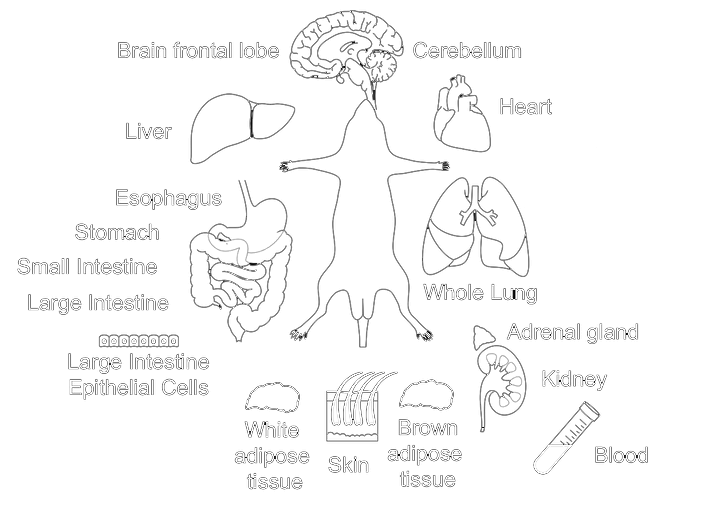 Brain frontal lobe
Cerebellum
Heart
Liver
Esophagus
Stomach
Small Intestine
Large Intestine
Whole Lung
Adrenal gland
Large Intestine
Epithelial Cells
Kidney
White
adipose
tissue
Skin
Brown
adipose
tissue
Blood